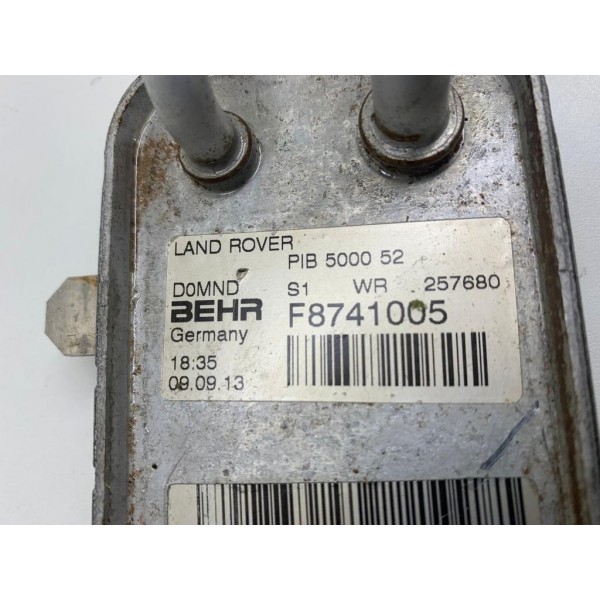 LAND ROVER
PIB 5000 52
D0MND S1 WR 257680
BEHR F8741005
Germany
18:35
09.09.13